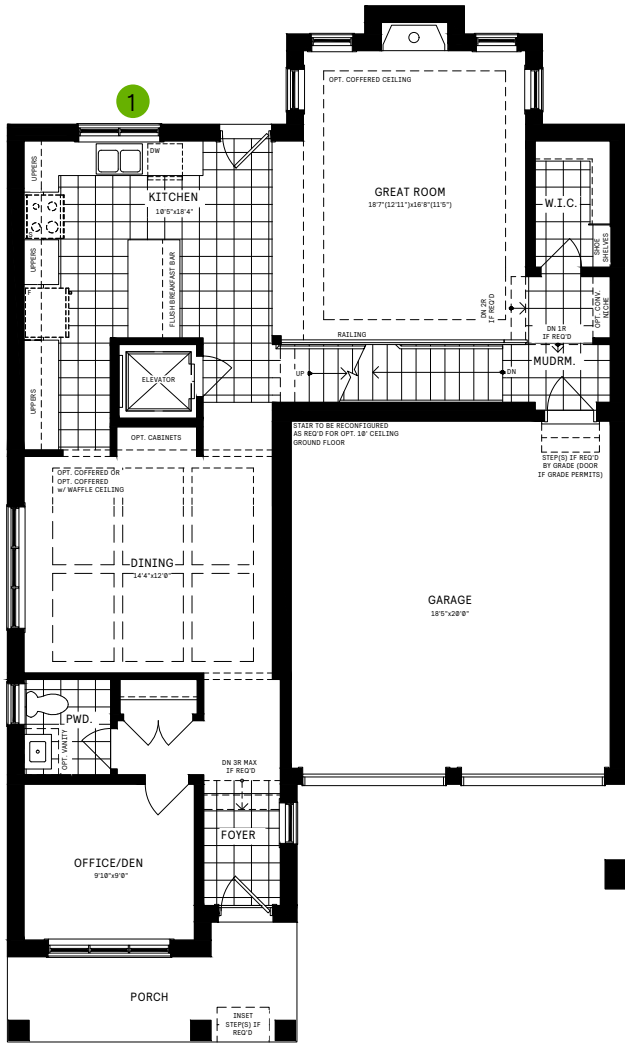 1
OPT. COFFERED CEILING
UPPERS
DW
KITCHEN
10'5"x18'4"
GREAT ROOM
18'7"(12'11")x16'8"(11'5")
W.I.C.
SHOE
SHELVES
UPPERS
F
FLUSH BREAKFAST BAR
DN 2R
IF REQ'D
OPT. CONV.
NICHE
DN 1R
IF REQ'D
RAILING
MUDRM.
UP
DN
ELEVATOR
UPPERS
OPT. CABINETS
STAIR TO BE RECONFIGURED
AS REQ'D FOR OPT. 10' CEILING
GROUND FLOOR
STEP(S) IF REQ'D
BY GRADE (DOOR
IF GRADE PERMITS)
OPT. COFFERED OR
OPT. COFFERED
w/ WAFFLE CEILING
DINING
14'4"x12'0"
GARAGE
18'5"x20'0"
PWD.
OPT. VANITY
DN 3R MAX
IF REQ'D
FOYER
OFFICE/DEN
9'10"x9'0"
PORCH
INSET
STEP(S) IF
REQ'D